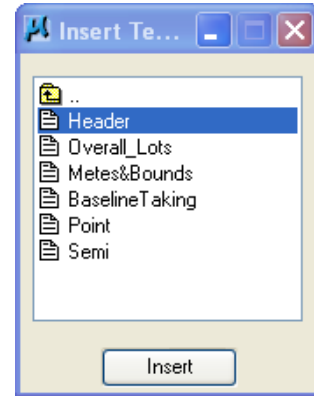 Insert Te...
..
Header
Overall_Lots
Metes&Bounds
BaselineTaking
Point
Semi
Insert